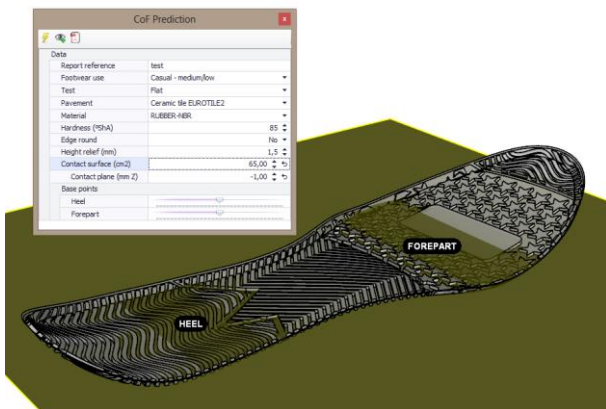 CoF Prediction
Data
Report reference test
Footwear use Casual - medium/low
Test Flat
Pavement Ceramic tile EUROTILE2
Material RUBBER-NBR
Hardness (ºShA) 85
Edge round No
Height relief (mm) 1,5
Contact surface (cm2) 65,00
Contact plane (mm Z) -1,00
Base points
Heel
Forepart
FOREPART
HEEL